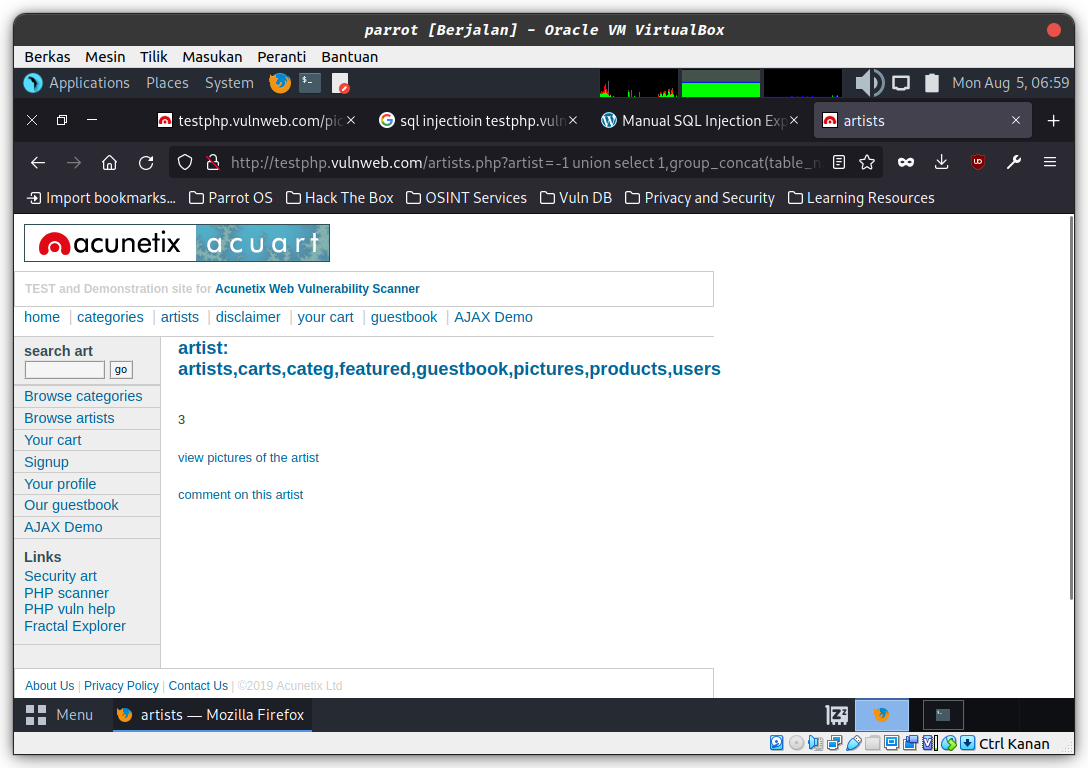 parrot [Berjalan] - Oracle VM VirtualBox
Berkas Mesin Tilik Masukan Peranti Bantuan
Applications Places System Mon Aug 5, 06:59
testphp.vulnweb.com/pic sql injectioin testphp.vuln Manual SQL Injection Exp artists
http://testphp.vulnweb.com/artists.php?artist=-1 union select 1,group_concat(table_n
Import bookmarks... Parrot OS Hack The Box OSINT Services Vuln DB Privacy and Security Learning Resources
acunetix acuart
TEST and Demonstration site for Acunetix Web Vulnerability Scanner
home | categories | artists | disclaimer | your cart | guestbook | AJAX Demo
search art
go
Browse categories
Browse artists
Your cart
Signup
Your profile
Our guestbook
AJAX Demo
Links
Security art
PHP scanner
PHP vuln help
Fractal Explorer
artist:
artists,carts,categ,featured,guestbook,pictures,products,users
3
view pictures of the artist
comment on this artist
About Us | Privacy Policy | Contact Us | ©2019 Acunetix Ltd
Menu artists — Mozilla Firefox
Ctrl Kanan